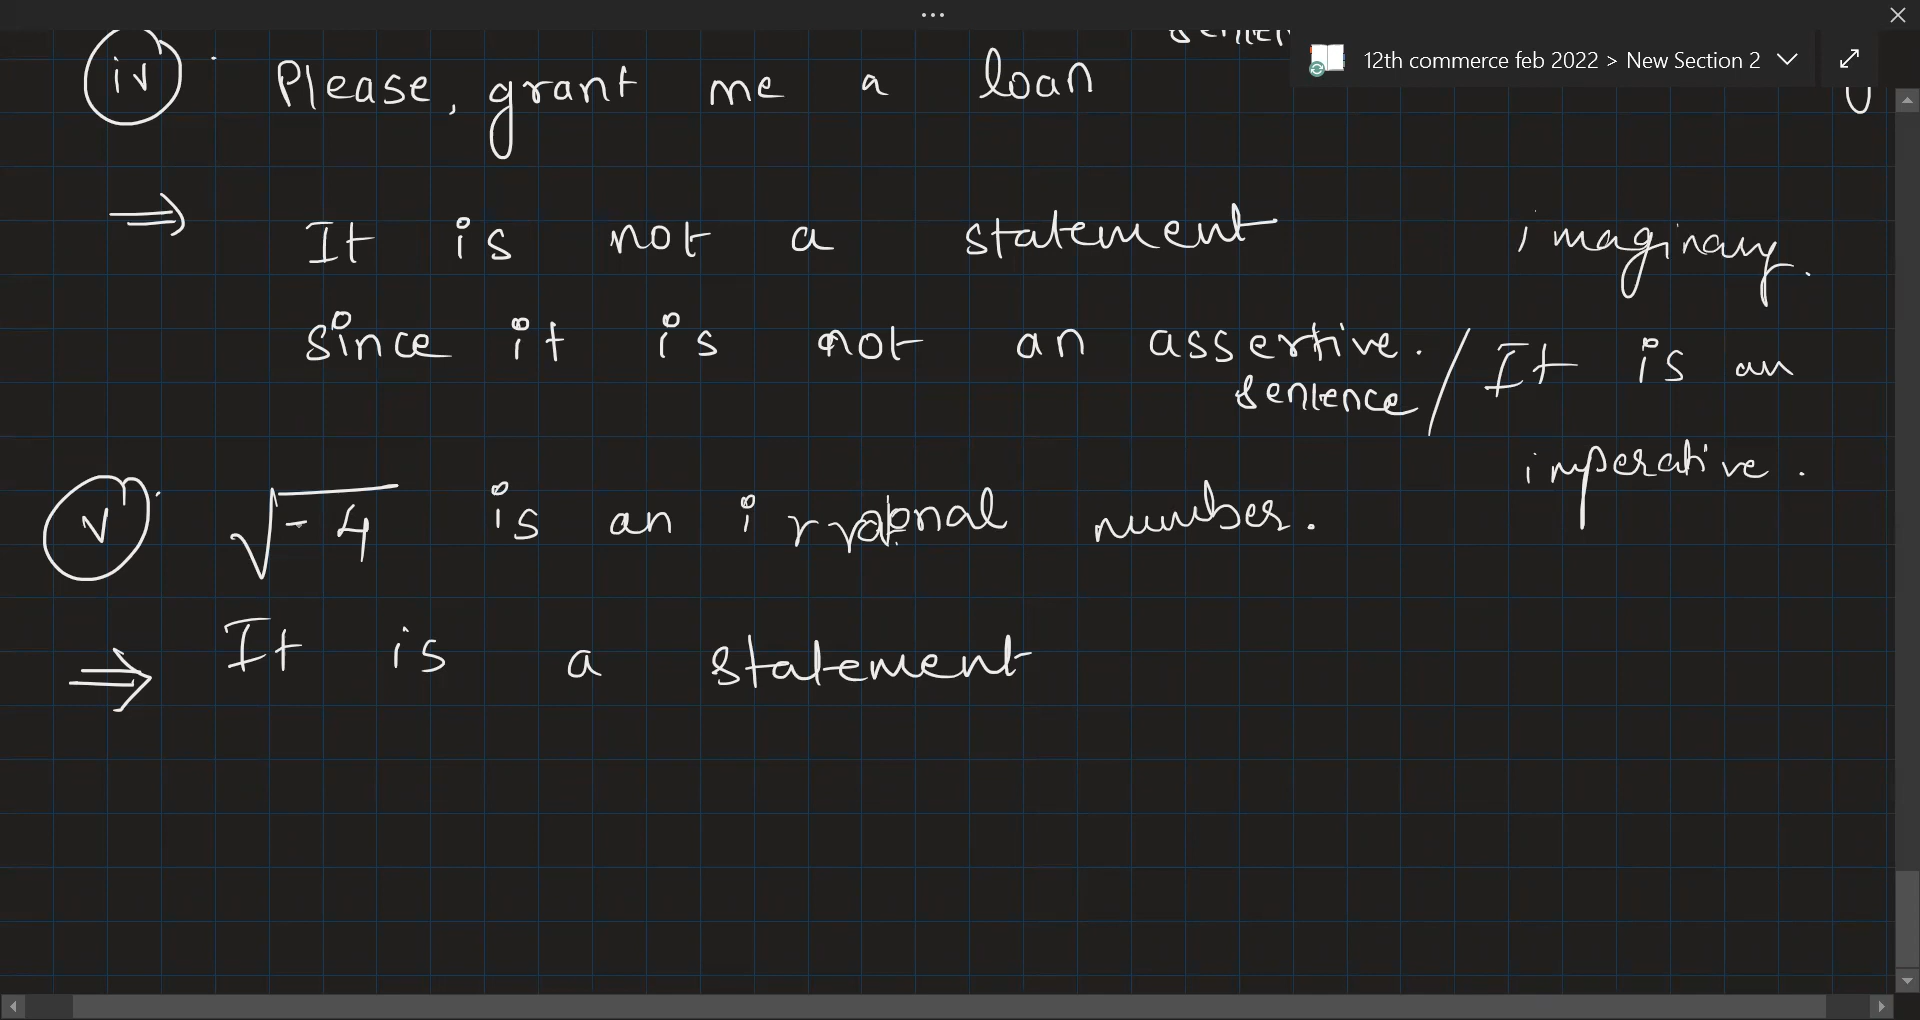 12th commerce feb 2022 > New Section 2
iv. Please, grant me a loan
⇒ It is not a statement
imaginary.
since it is not an assertive. sentence / It is an
imperative.
v. √-4 is an irrational number.
⇒ It is a statement